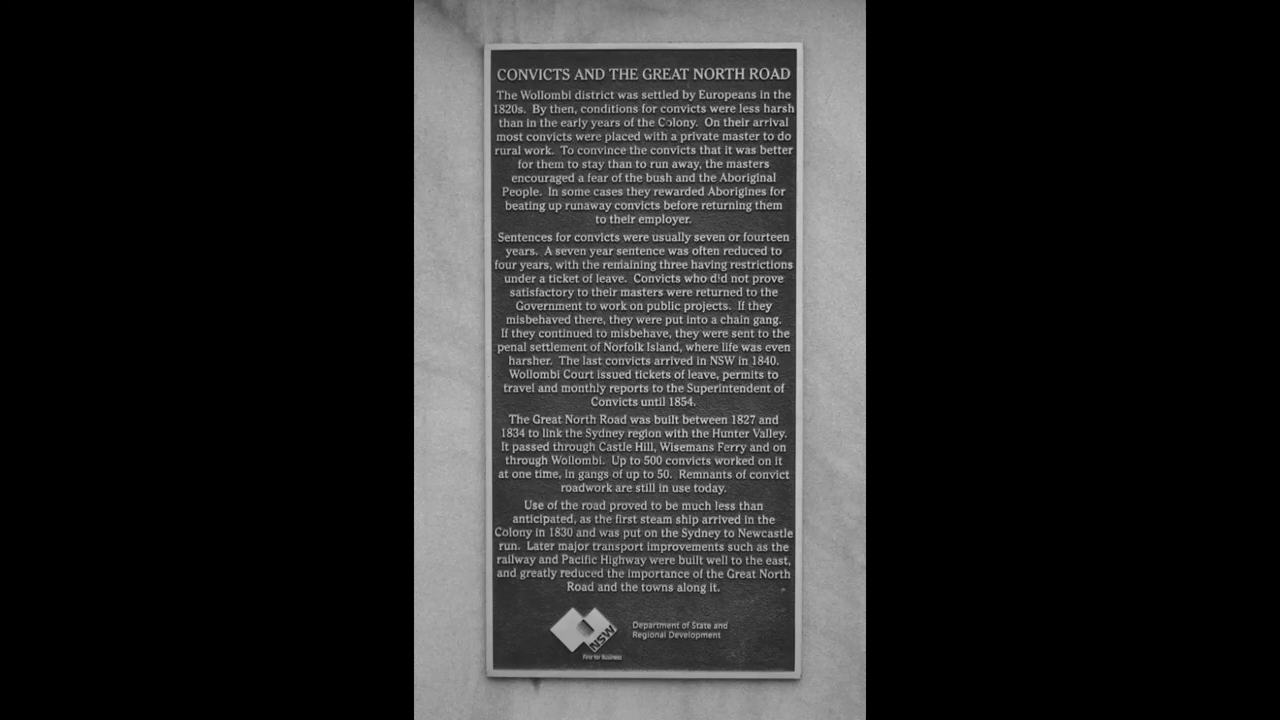 CONVICTS AND THE GREAT NORTH ROAD
The Wollombi district was settled by Europeans in the
1820s. By then, conditions for convicts were less harsh
than in the early years of the Colony. On their arrival
most convicts were placed with a private master to do
rural work. To convince the convicts that it was better
for them to stay than to run away, the masters
encouraged a fear of the bush and the Aboriginal
People. In some cases they rewarded Aborigines for
beating up runaway convicts before returning them
to their employer.
Sentences for convicts were usually seven or fourteen
years. A seven year sentence was often reduced to
four years, with the remaining three having restrictions
under a ticket of leave. Convicts who did not prove
satisfactory to their masters were returned to the
Government to work on public projects. If they
misbehaved there, they were put into a chain gang.
If they continued to misbehave, they were sent to the
penal settlement of Norfolk Island, where life was even
harsher. The last convicts arrived in NSW in 1840.
Wollombi Court issued tickets of leave, permits to
travel and monthly reports to the Superintendent of
Convicts until 1854.
The Great North Road was built between 1827 and
1834 to link the Sydney region with the Hunter Valley.
It passed through Castle Hill, Wisemans Ferry and on
through Wollombi. Up to 500 convicts worked on it
at one time, in gangs of up to 50. Remnants of convict
roadwork are still in use today.
Use of the road proved to be much less than
anticipated, as the first steam ship arrived in the
Colony in 1830 and was put on the Sydney to Newcastle
run. Later major transport improvements such as the
railway and Pacific Highway were built well to the east,
and greatly reduced the importance of the Great North
Road and the towns along it.
NSW
First for Business
Department of State and
Regional Development